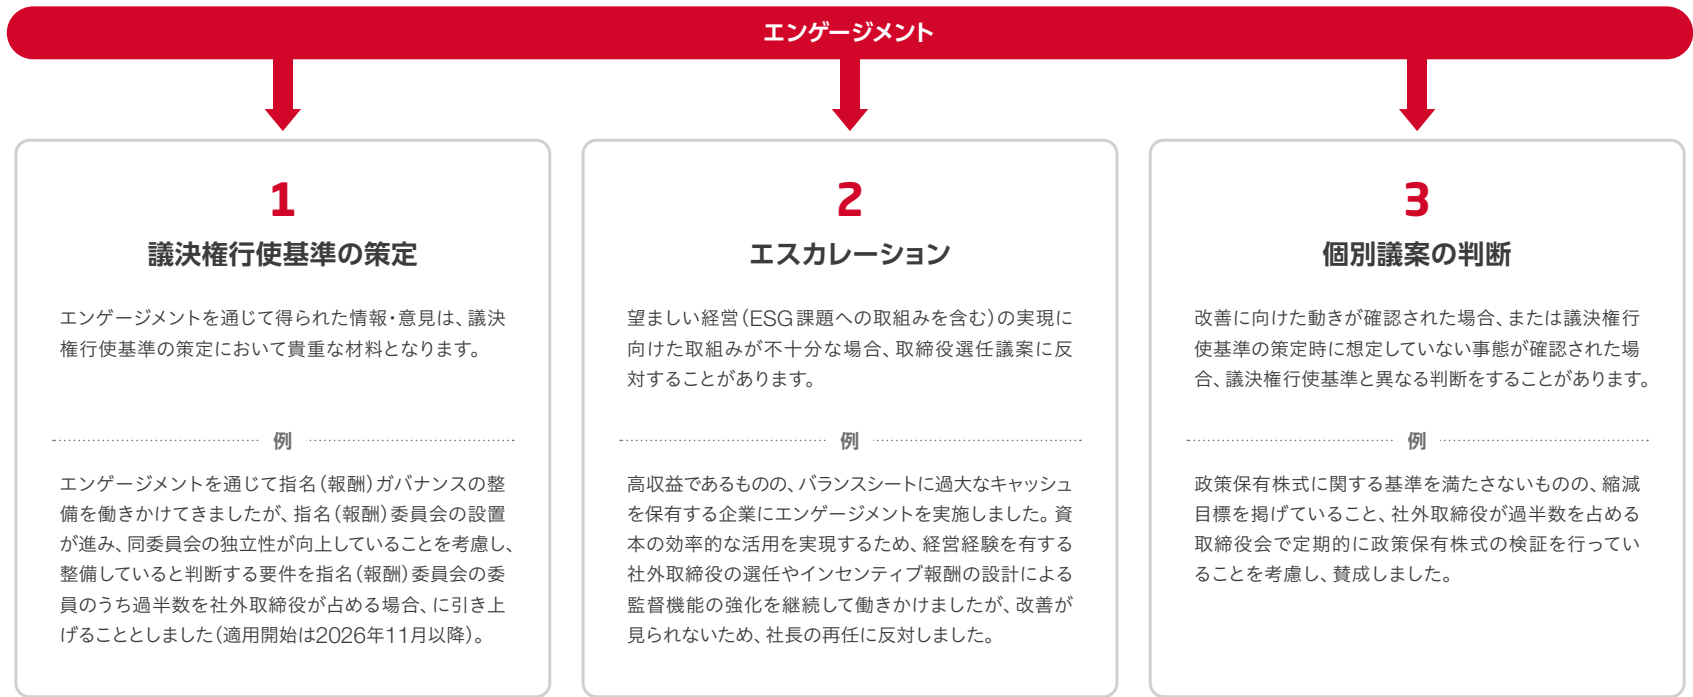 エンゲージメント
1
議決権行使基準の策定
エンゲージメントを通じて得られた情報・意見は、議決
権行使基準の策定において貴重な材料となります。
例
エンゲージメントを通じて指名（報酬）ガバナンスの整
備を働きかけてきましたが、指名（報酬）委員会の設置
が進み、同委員会の独立性が向上していることを考慮し、
整備していると判断する要件を指名（報酬）委員会の委
員のうち過半数を社外取締役が占める場合、に引き上
げることとしました（適用開始は2026年11月以降）。
2
エスカレーション
望ましい経営（ESG課題への取組みを含む）の実現に
向けた取組みが不十分な場合、取締役選任議案に反
対することがあります。
例
高収益であるものの、バランスシートに過大なキャッシュ
を保有する企業にエンゲージメントを実施しました。資
本の効率的な活用を実現するため、経営経験を有する
社外取締役の選任やインセンティブ報酬の設計による
監督機能の強化を継続して働きかけましたが、改善が
見られないため、社長の再任に反対しました。
3
個別議案の判断
改善に向けた動きが確認された場合、または議決権行
使基準の策定時に想定していない事態が確認された場
合、議決権行使基準と異なる判断をすることがあります。
例
政策保有株式に関する基準を満たさないものの、縮減
目標を掲げていること、社外取締役が過半数を占める
取締役会で定期的に政策保有株式の検証を行ってい
ることを考慮し、賛成しました。